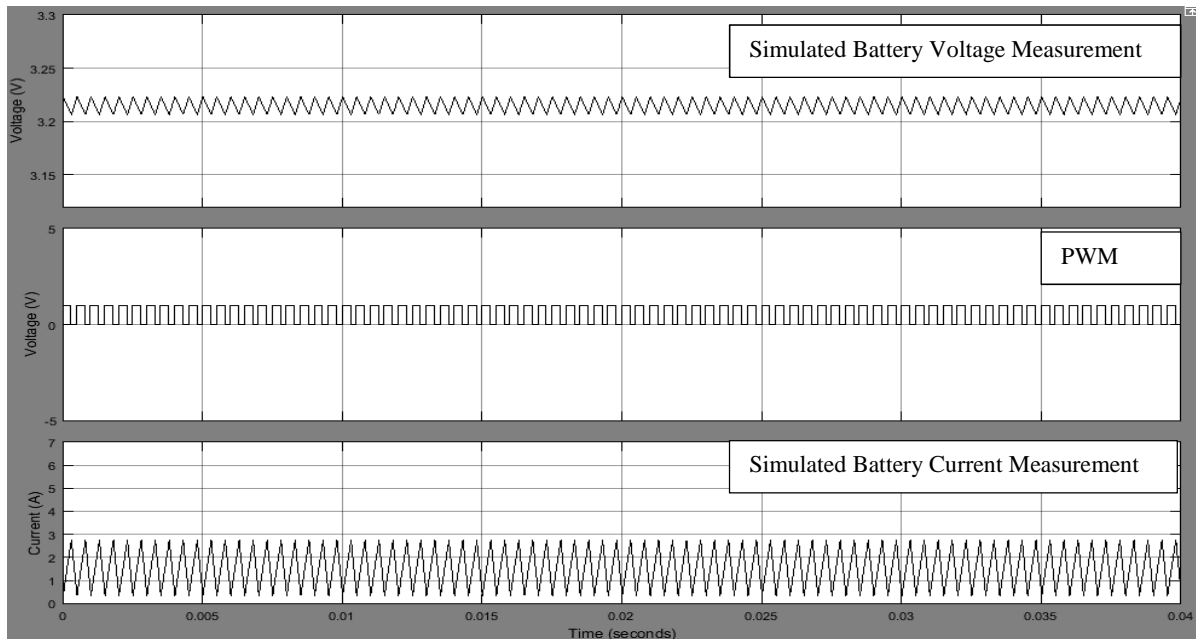 3.3
Simulated Battery Voltage Measurement
3.25
Voltage (V)
3.2
3.15
5
PWM
Voltage (V)
0
-5
7
Simulated Battery Current Measurement
6
5
4
Current (A)
3
2
1
0
0 0.005 0.01 0.015 0.02 0.025 0.03 0.035 0.04
Time (seconds)